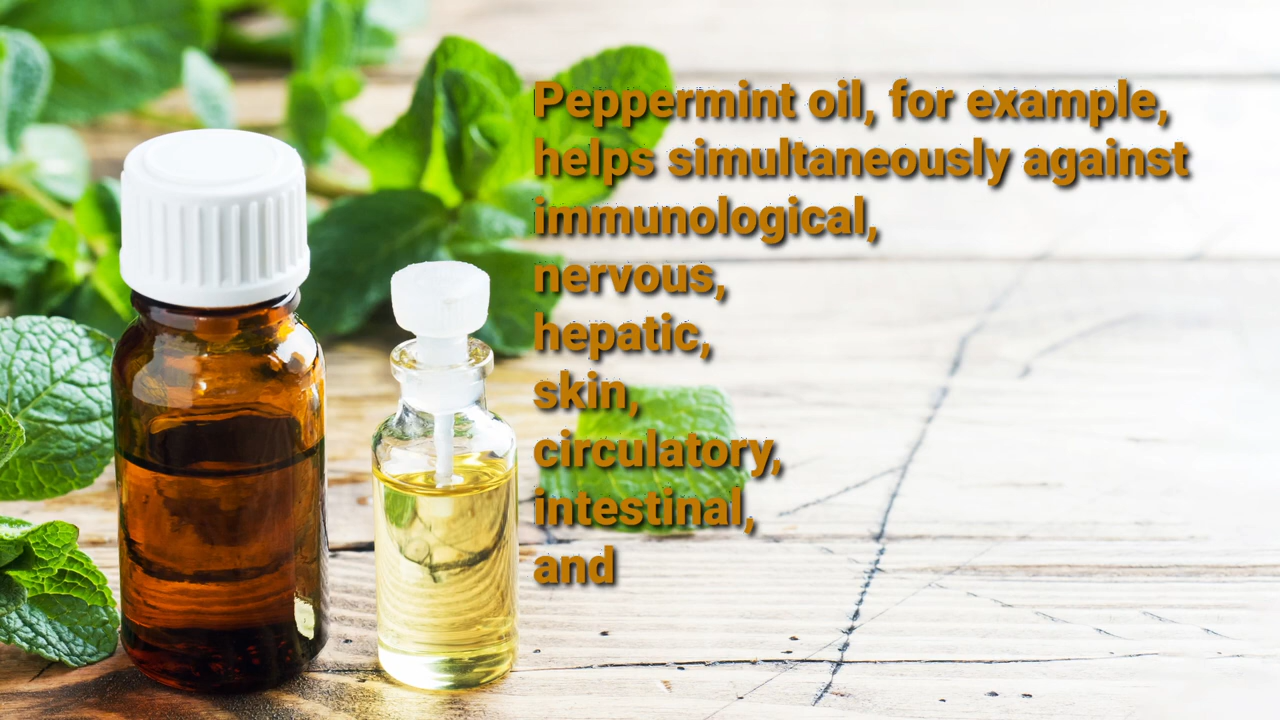 Peppermint oil, for example,
helps simultaneously against
immunological,
nervous,
hepatic,
skin,
circulatory,
intestinal,
and